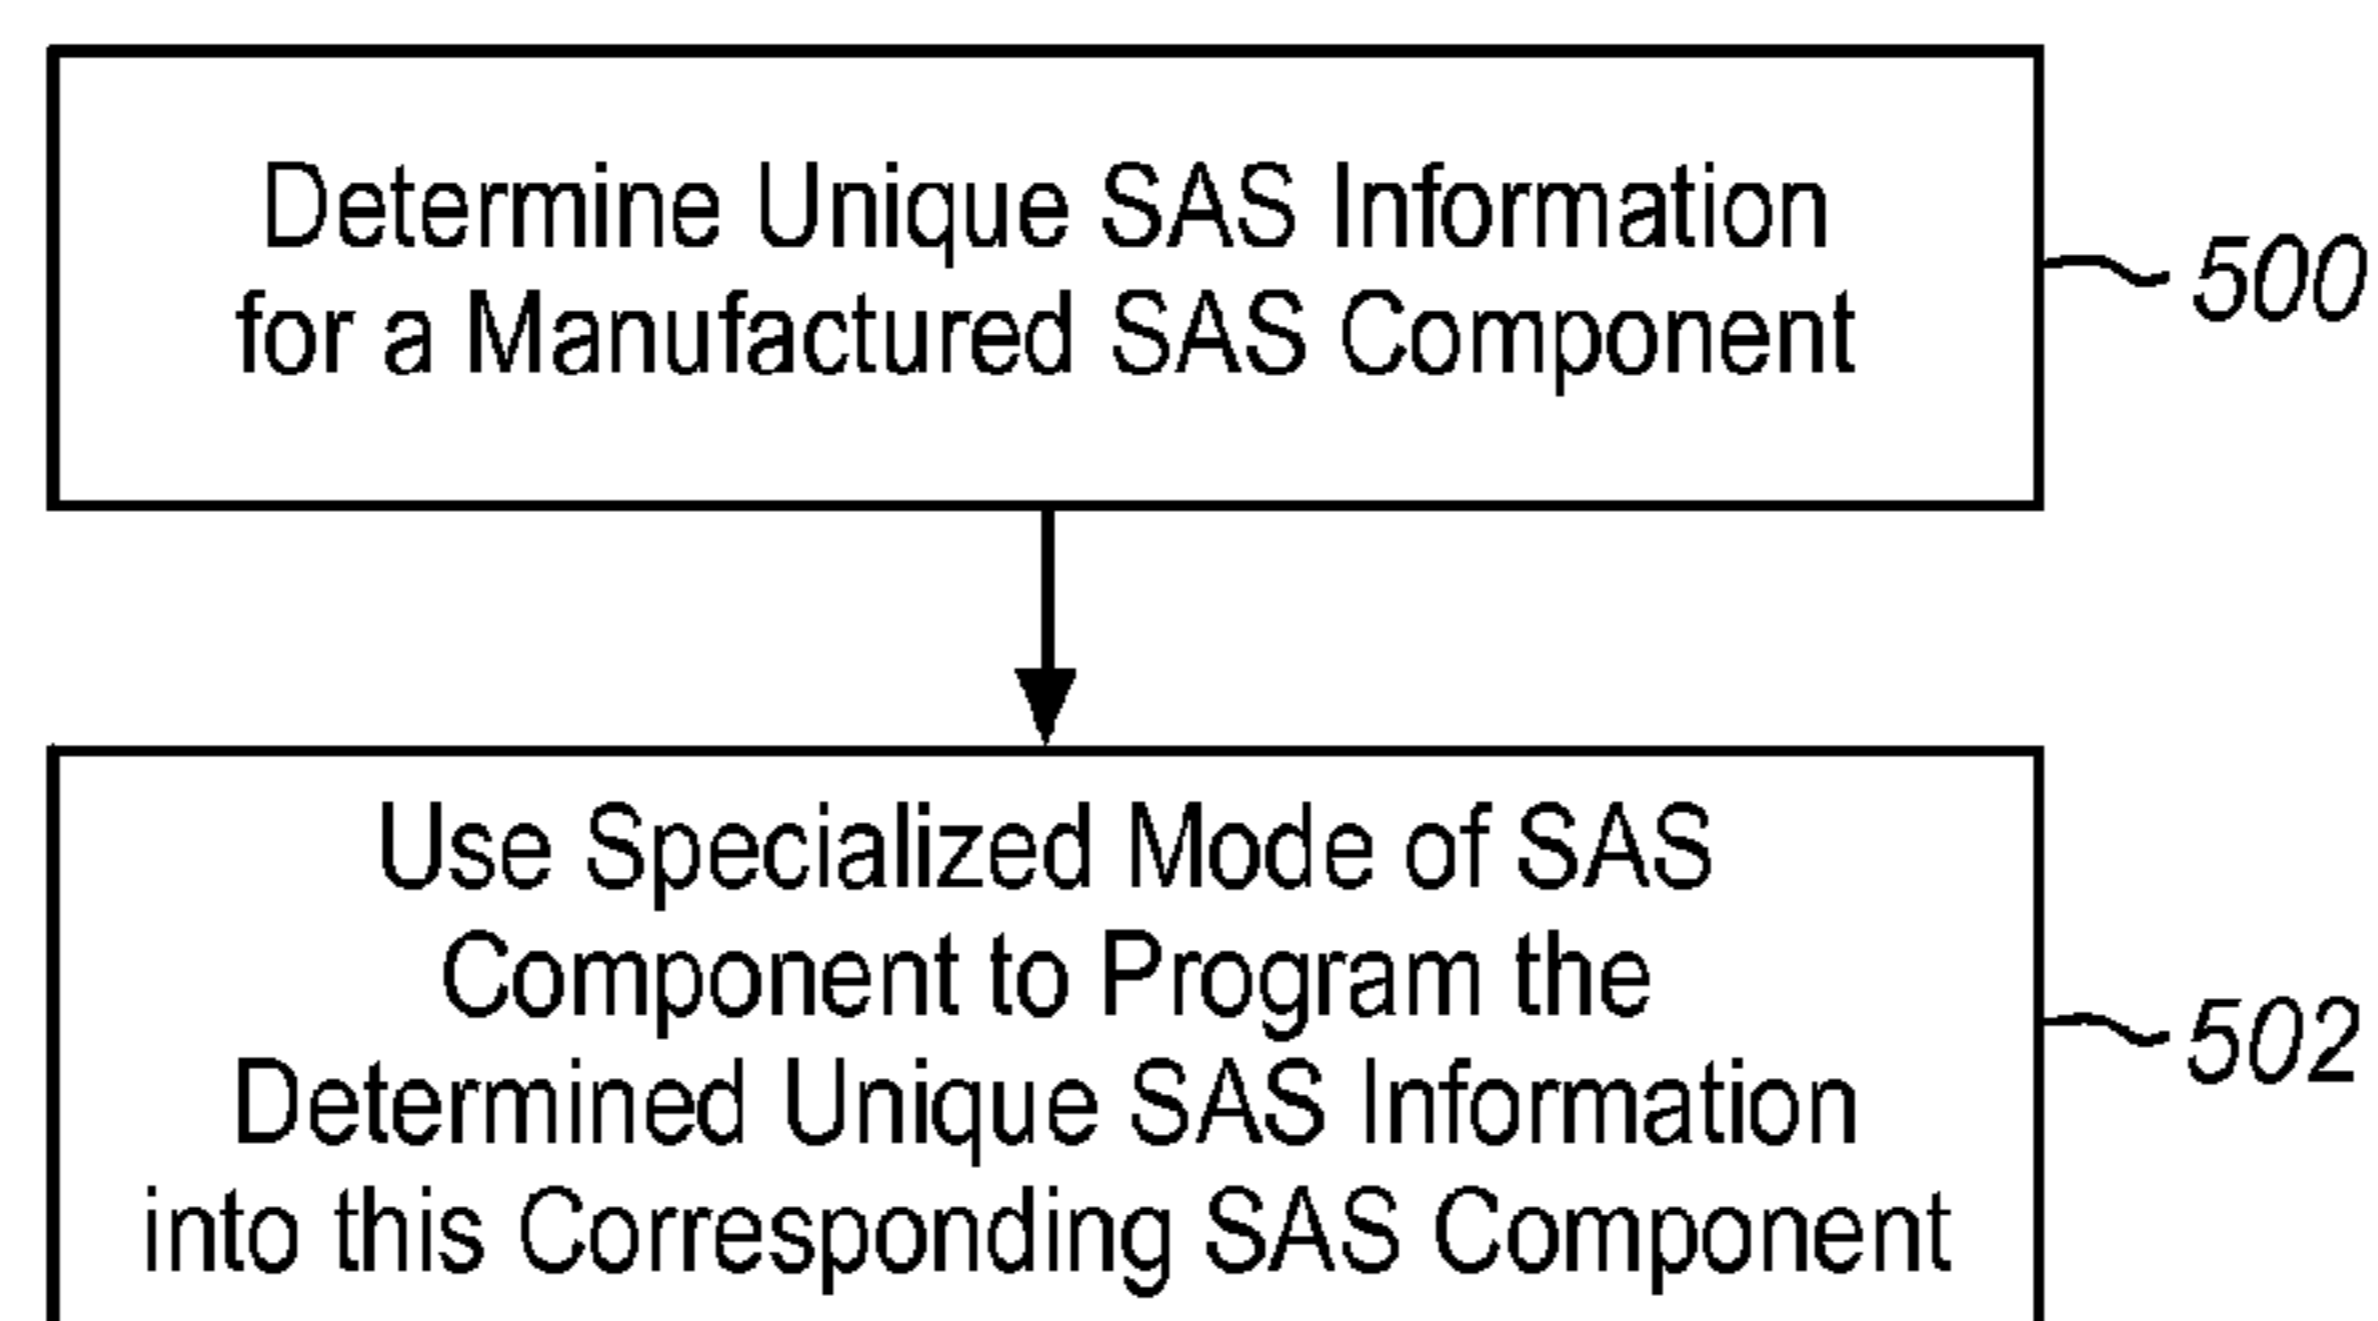 Determine Unique SAS Information
for a Manufactured SAS Component
500
Use Specialized Mode of SAS
Component to Program the
Determined Unique SAS Information
into this Corresponding SAS Component
502